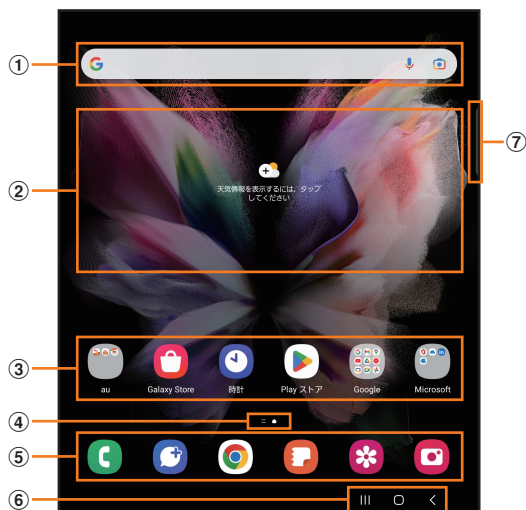 ①
②
天気情報を表示するには、タップ
してください
⑦
③
au
Galaxy Store
時計
Play ストア
Google
Microsoft
④
⑤
⑥